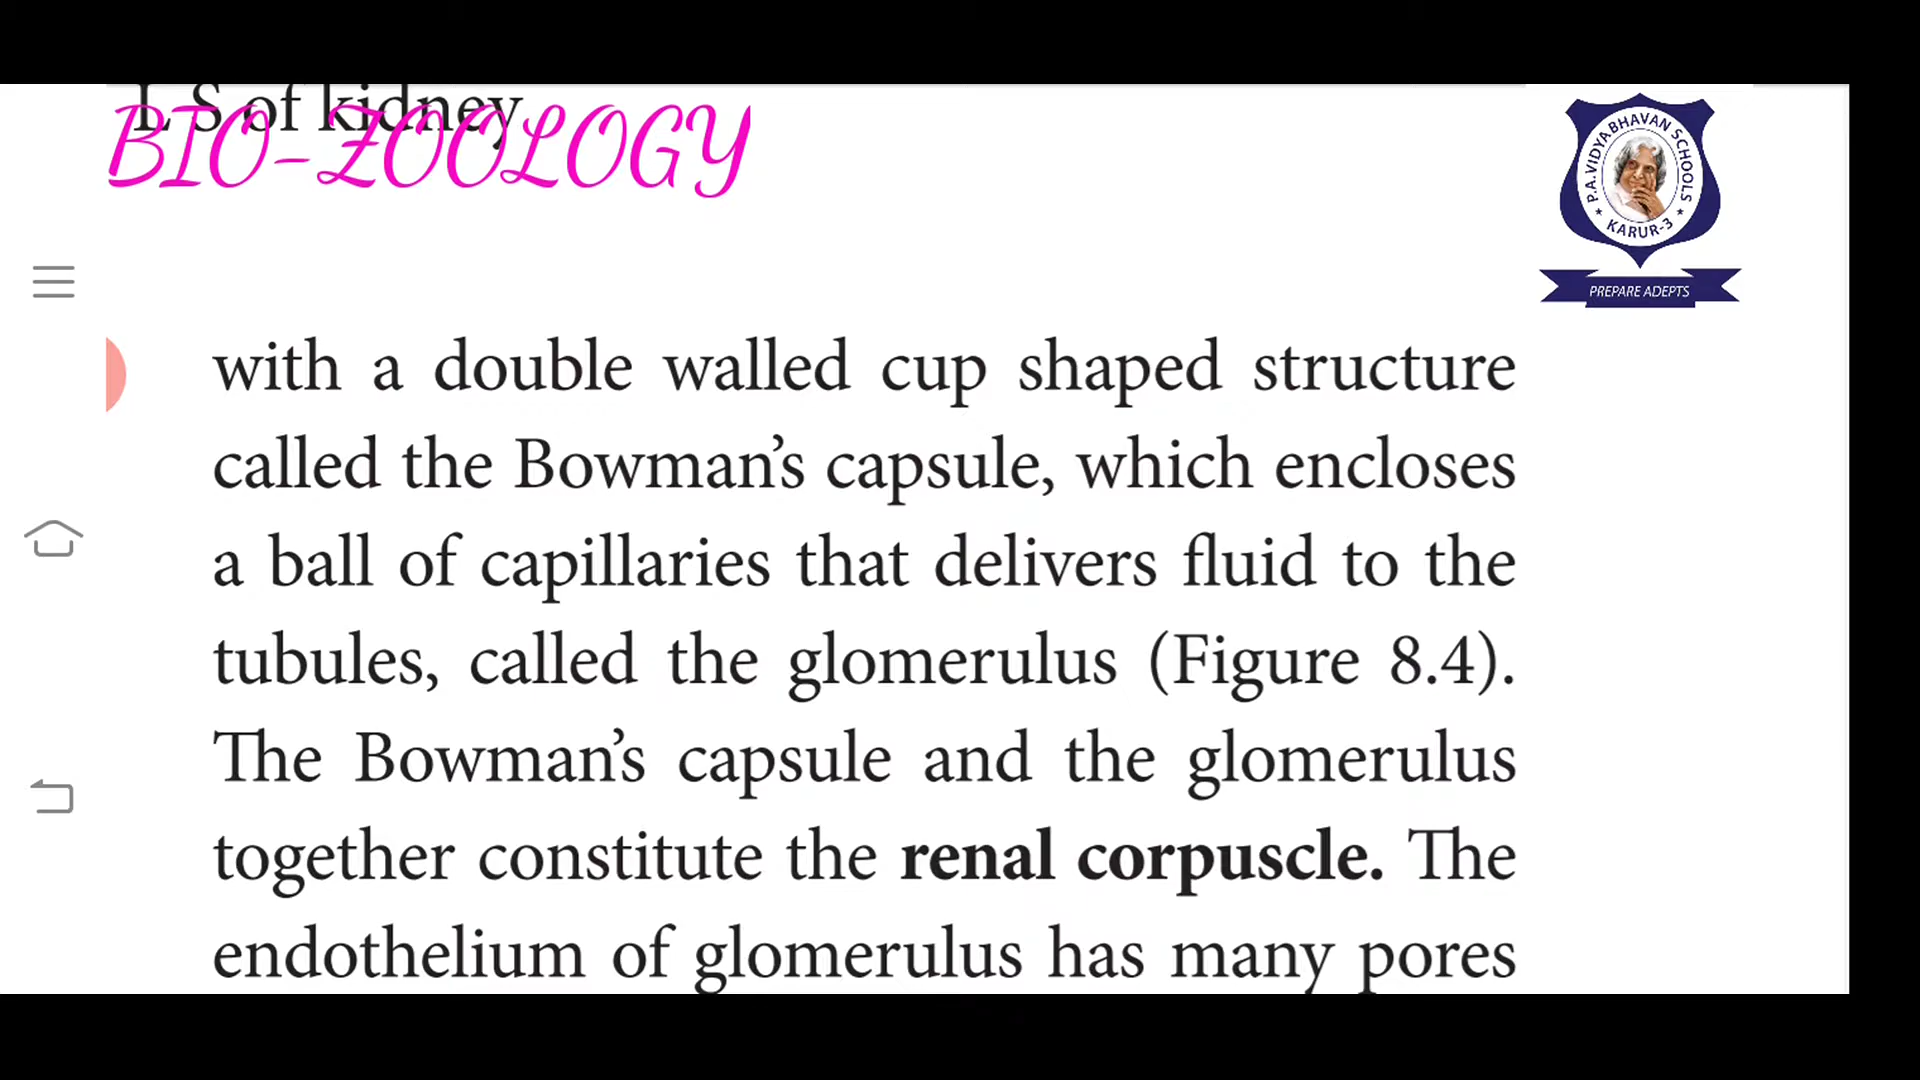 L S of kidney
BIO-ZOOLOGY
P.A.VIDYA BHAVAN SCHOOLS
KARUR-3
PREPARE ADEPTS
with a double walled cup shaped structure
called the Bowman's capsule, which encloses
a ball of capillaries that delivers fluid to the
tubules, called the glomerulus (Figure 8.4).
The Bowman's capsule and the glomerulus
together constitute the renal corpuscle. The
endothelium of glomerulus has many pores